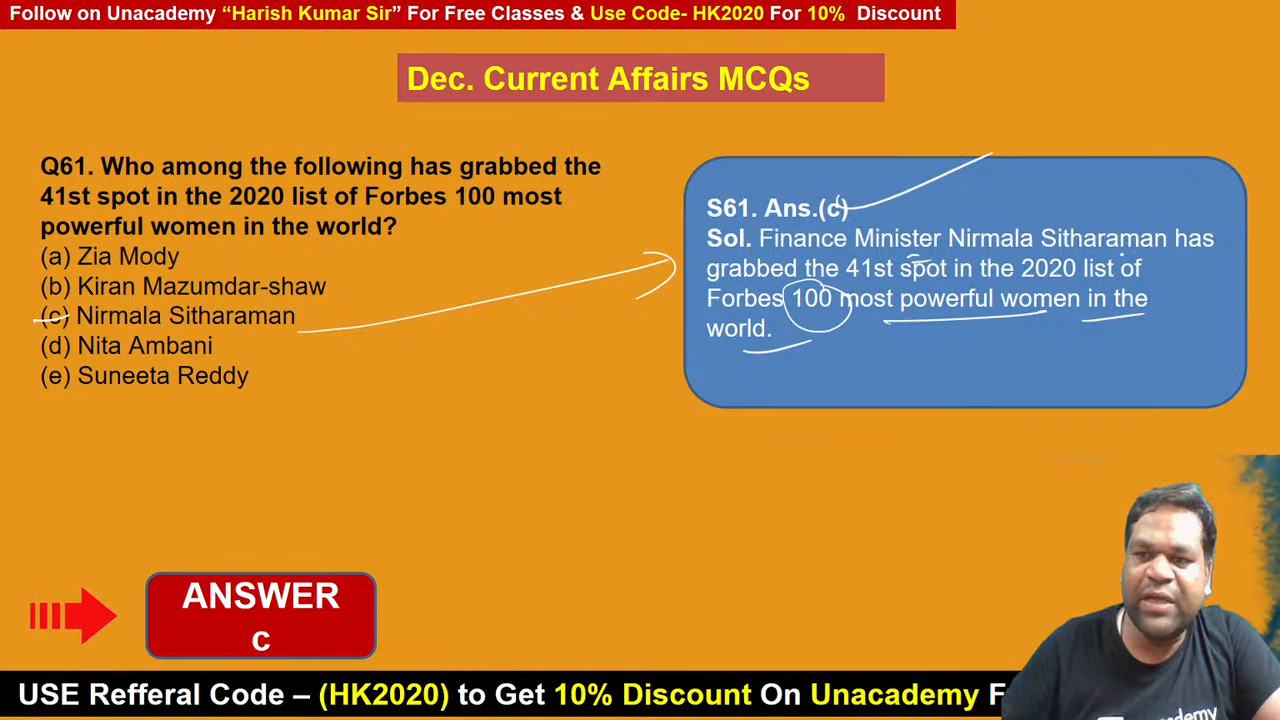 Follow on Unacademy “Harish Kumar Sir” For Free Classes & Use Code- HK2020 For 10% Discount
Dec. Current Affairs MCQs
Q61. Who among the following has grabbed the
41st spot in the 2020 list of Forbes 100 most
powerful women in the world?
(a) Zia Mody
(b) Kiran Mazumdar-shaw
(c) Nirmala Sitharaman
(d) Nita Ambani
(e) Suneeta Reddy
S61. Ans.(c)
Sol. Finance Minister Nirmala Sitharaman has
grabbed the 41st spot in the 2020 list of
Forbes 100 most powerful women in the
world.
ANSWER
c
USE Refferal Code – (HK2020) to Get 10% Discount On Unacademy F